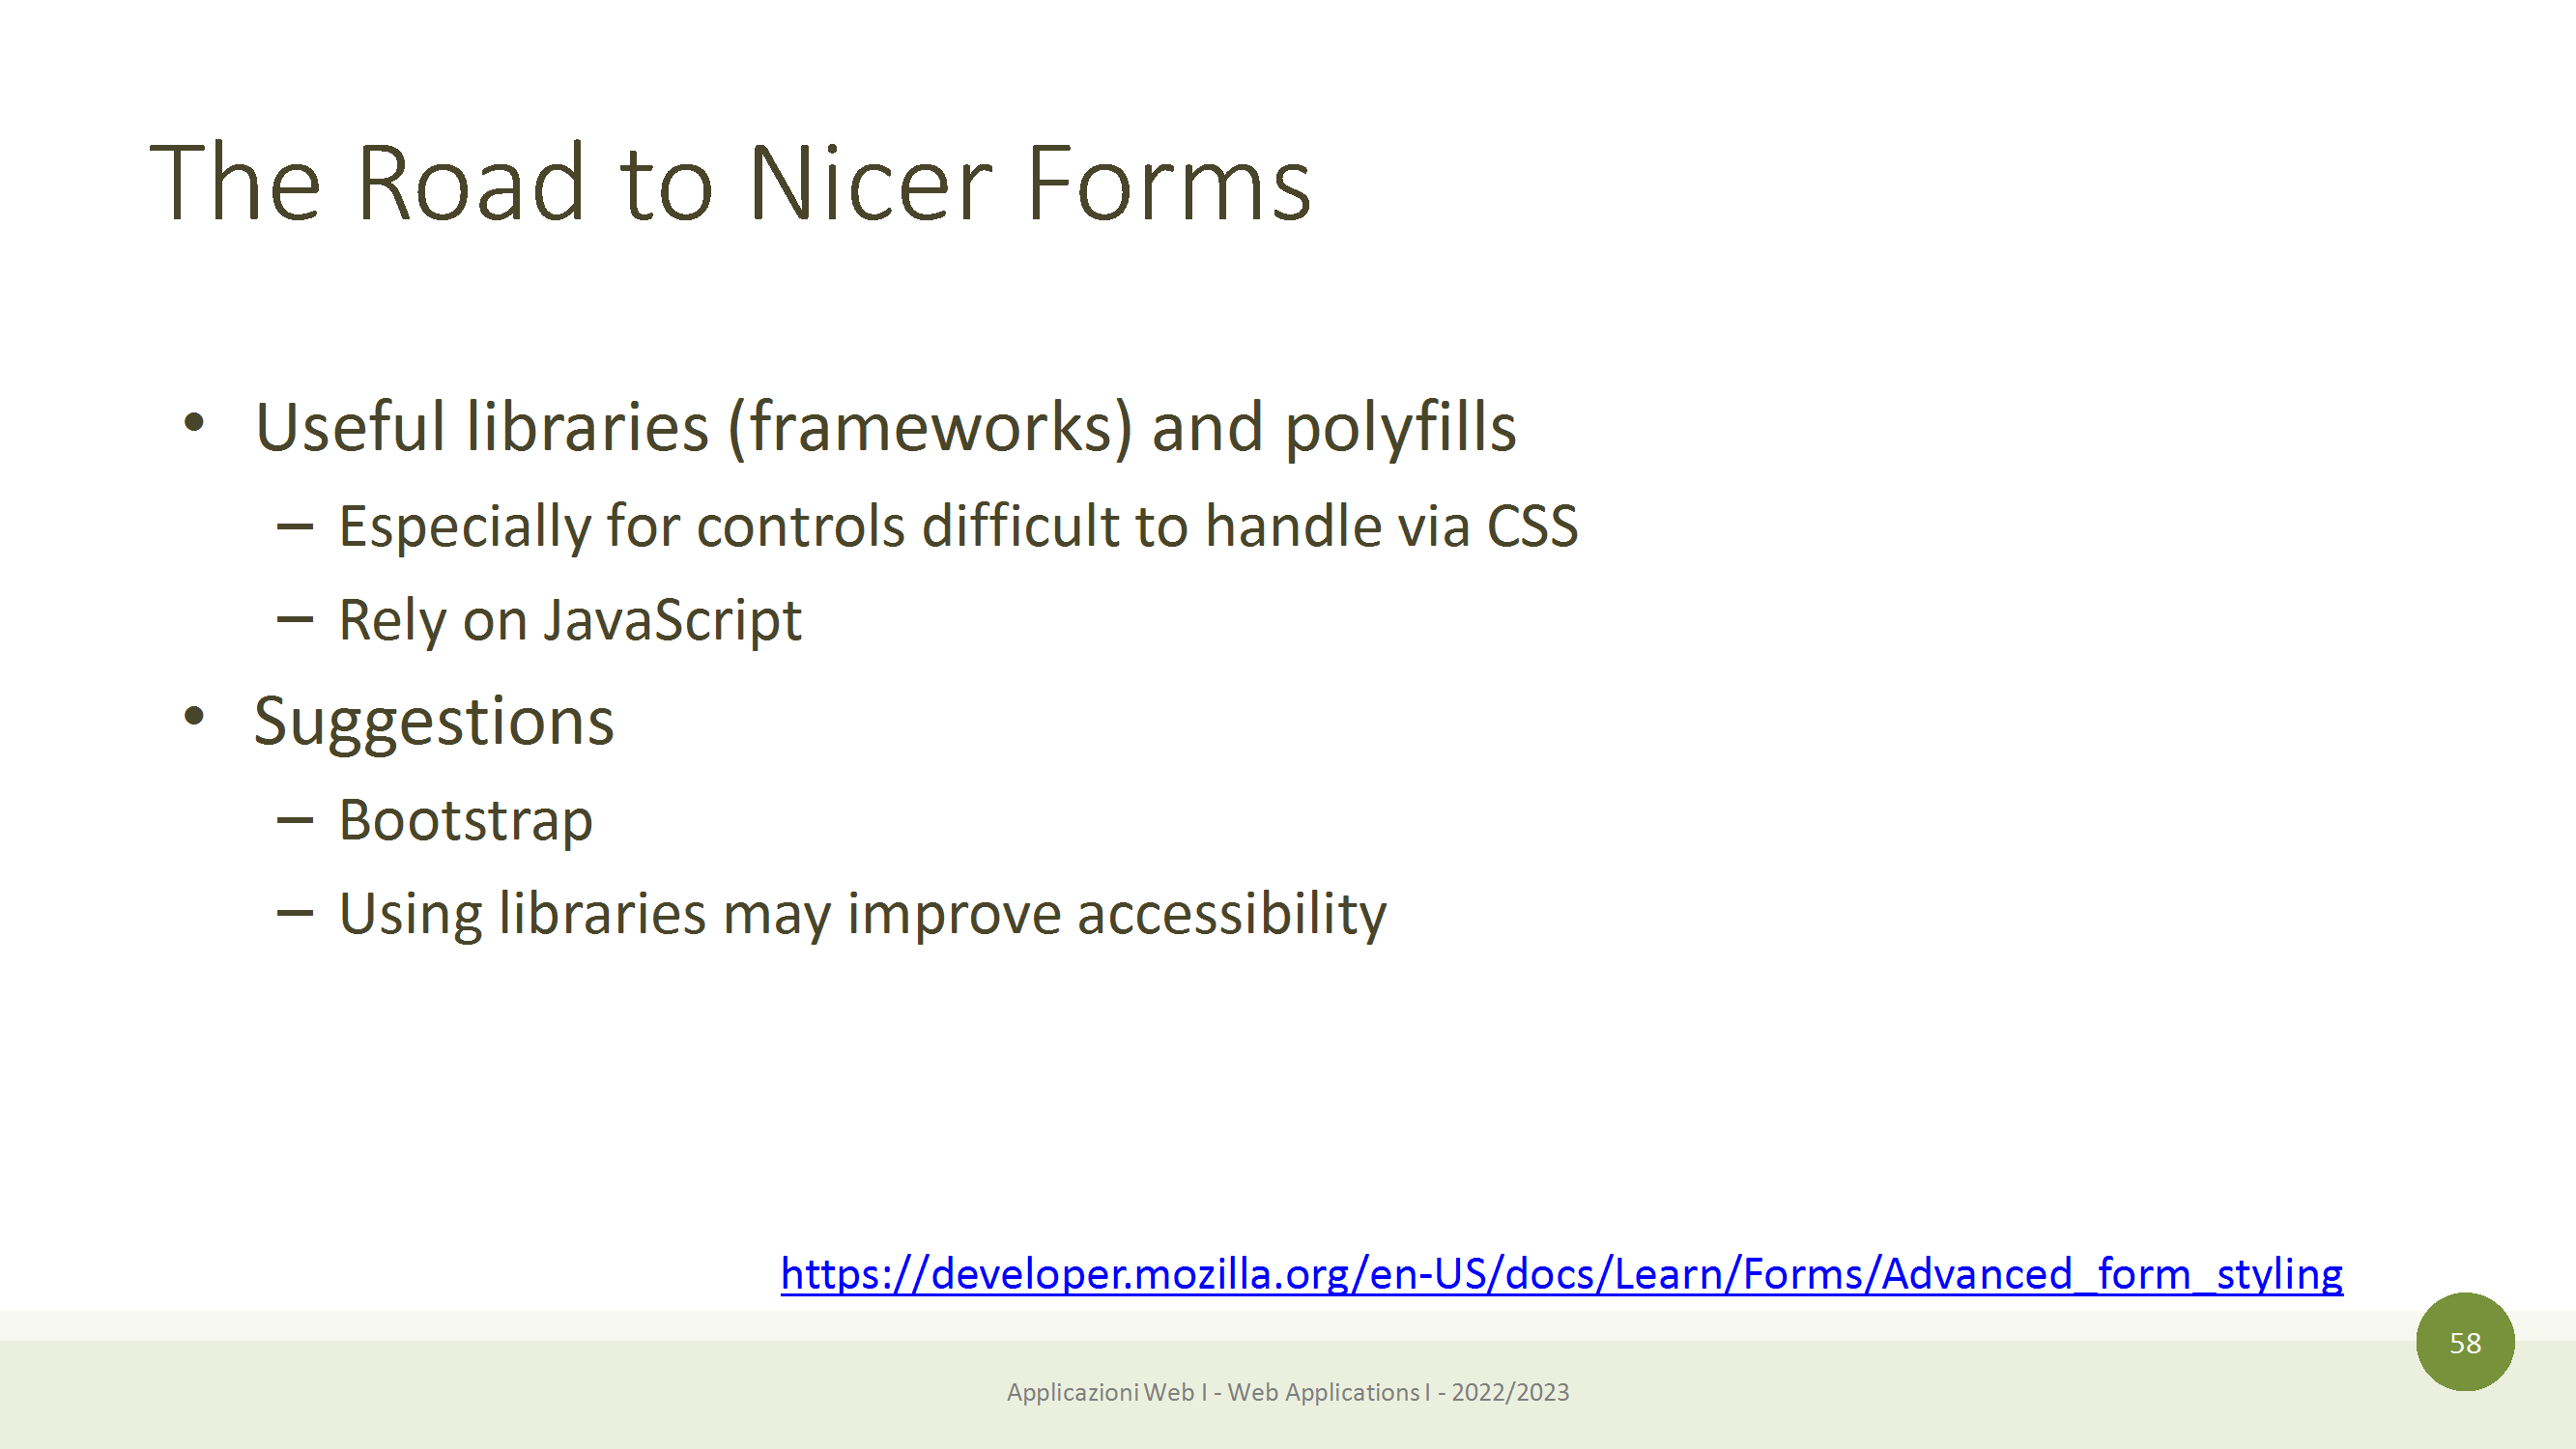 The Road to Nicer Forms
• Useful libraries (frameworks) and polyfills
– Especially for controls difficult to handle via CSS
– Rely on JavaScript
• Suggestions
– Bootstrap
– Using libraries may improve accessibility
https://developer.mozilla.org/en-US/docs/Learn/Forms/Advanced_form_styling
58
Applicazioni Web I - Web Applications I - 2022/2023